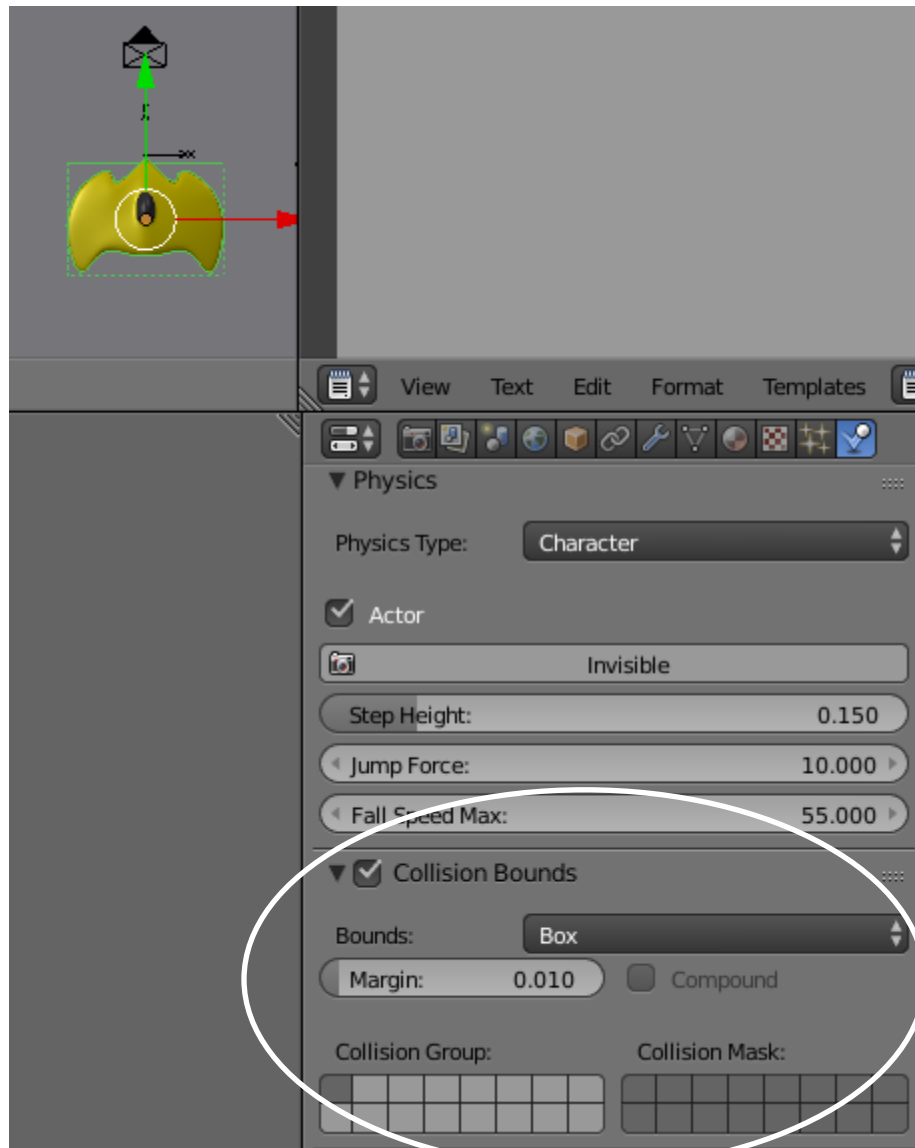 View Text Edit Format Templates
Physics
Physics Type: Character
Actor
Invisible
Step Height: 0.150
Jump Force: 10.000
Fall Speed Max: 55.000
Collision Bounds
Bounds: Box
Margin: 0.010 Compound
Collision Group: Collision Mask: